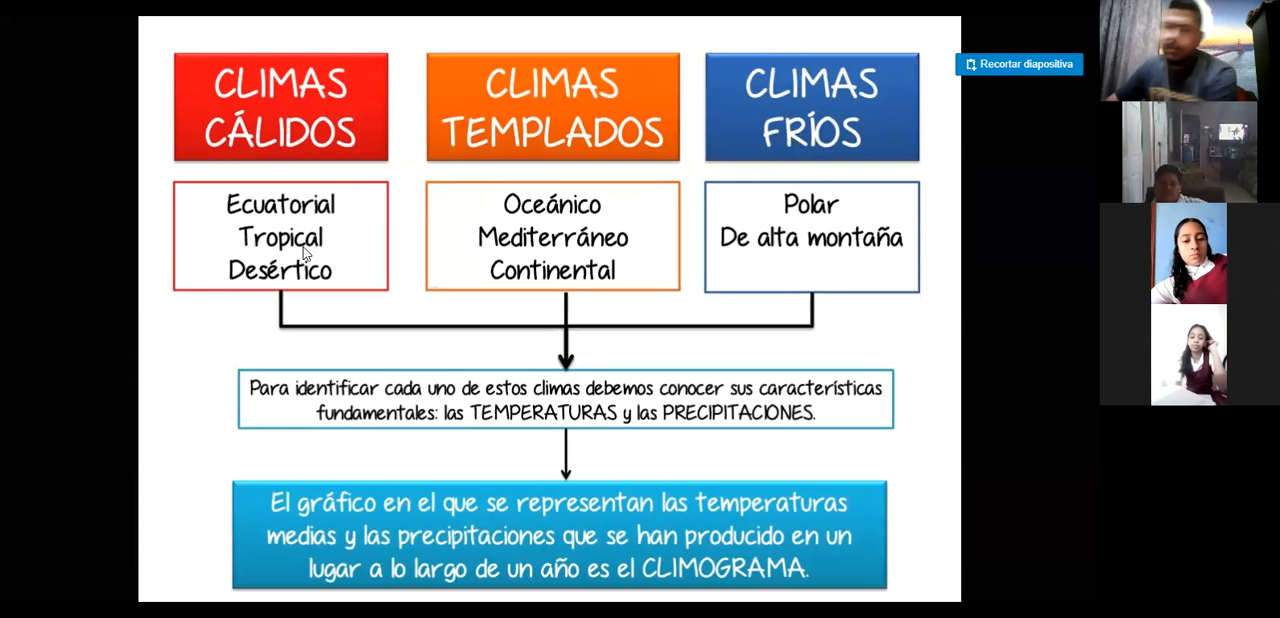 CLIMAS
CÁLIDOS
CLIMAS
TEMPLADOS
CLIMAS
FRÍOS
Recortar diapositiva
Ecuatorial
Tropical
Desértico
Oceánico
Mediterráneo
Continental
Polar
De alta montaña
Para identificar cada uno de estos climas debemos conocer sus características
fundamentales: las TEMPERATURAS y las PRECIPITACIONES.
El gráfico en el que se representan las temperaturas
medias y las precipitaciones que se han producido en un
lugar a lo largo de un año es el CLIMOGRAMA.